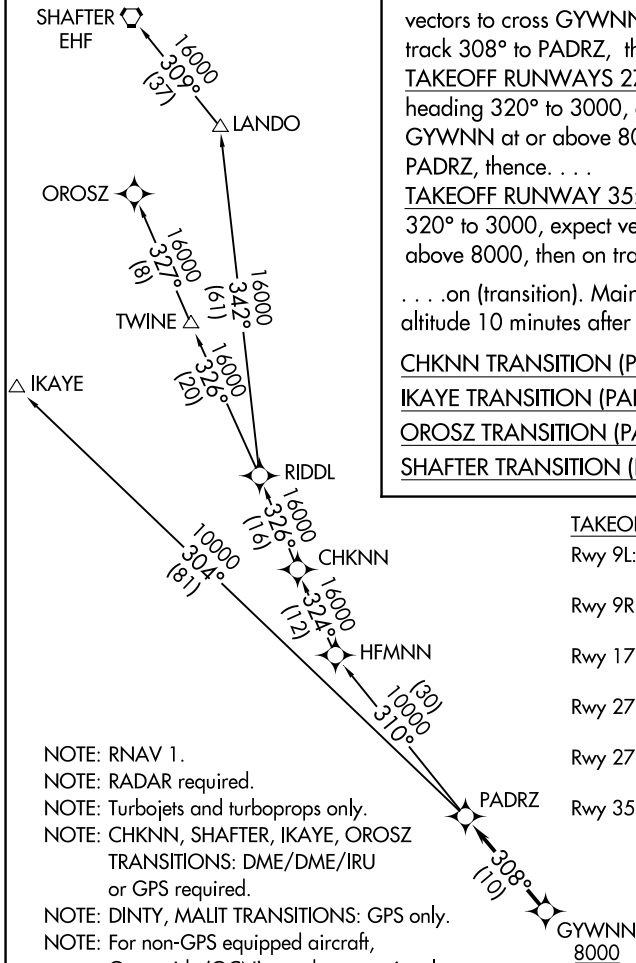 SHAFTER
EHF
16000
309°
(37)
LANDO
OROSZ
16000
327°
(8)
16000
342°
(61)
TWINE
16000
326°
(20)
IKAYE
RIDDL
16000
326°
(16)
CHKNN
10000
304°
(81)
16000
324°
(12)
HFMNN
(30)
10000
310°
PADRZ
308°
(10)
GYWNN
8000
vectors to cross GYWNN
track 308° to PADRZ, th
TAKEOFF RUNWAYS 27
heading 320° to 3000,
GYWNN at or above 80
PADRZ, thence. . . .
TAKEOFF RUNWAY 35:
320° to 3000, expect ve
above 8000, then on tra
. . . .on (transition). Main
altitude 10 minutes after
CHKNN TRANSITION (P
IKAYE TRANSITION (PA
OROSZ TRANSITION (PA
SHAFTER TRANSITION (
TAKEO
Rwy 9L:
Rwy 9R
Rwy 17
Rwy 27
Rwy 27
Rwy 35
NOTE: RNAV 1.
NOTE: RADAR required.
NOTE: Turbojets and turboprops only.
NOTE: CHKNN, SHAFTER, IKAYE, OROSZ
TRANSITIONS: DME/DME/IRU
or GPS required.
NOTE: DINTY, MALIT TRANSITIONS: GPS only.
NOTE: For non-GPS equipped aircraft,